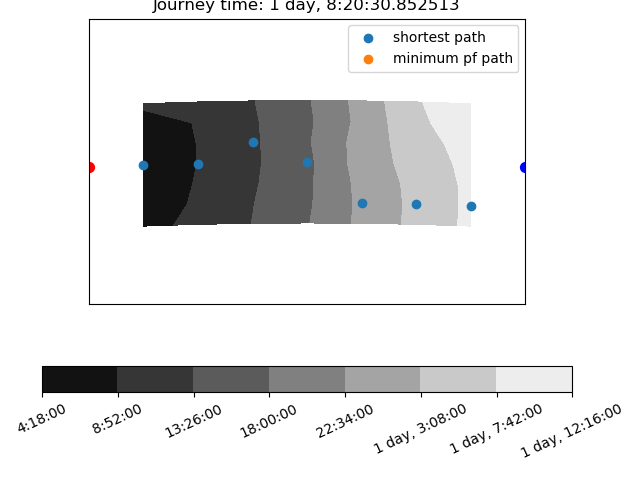 Journey time: 1 day, 8:20:30.852513
shortest path
minimum pf path
4:18:00
8:52:00
13:26:00
18:00:00
22:34:00
1 day, 3:08:00
1 day, 7:42:00
1 day, 12:16:00